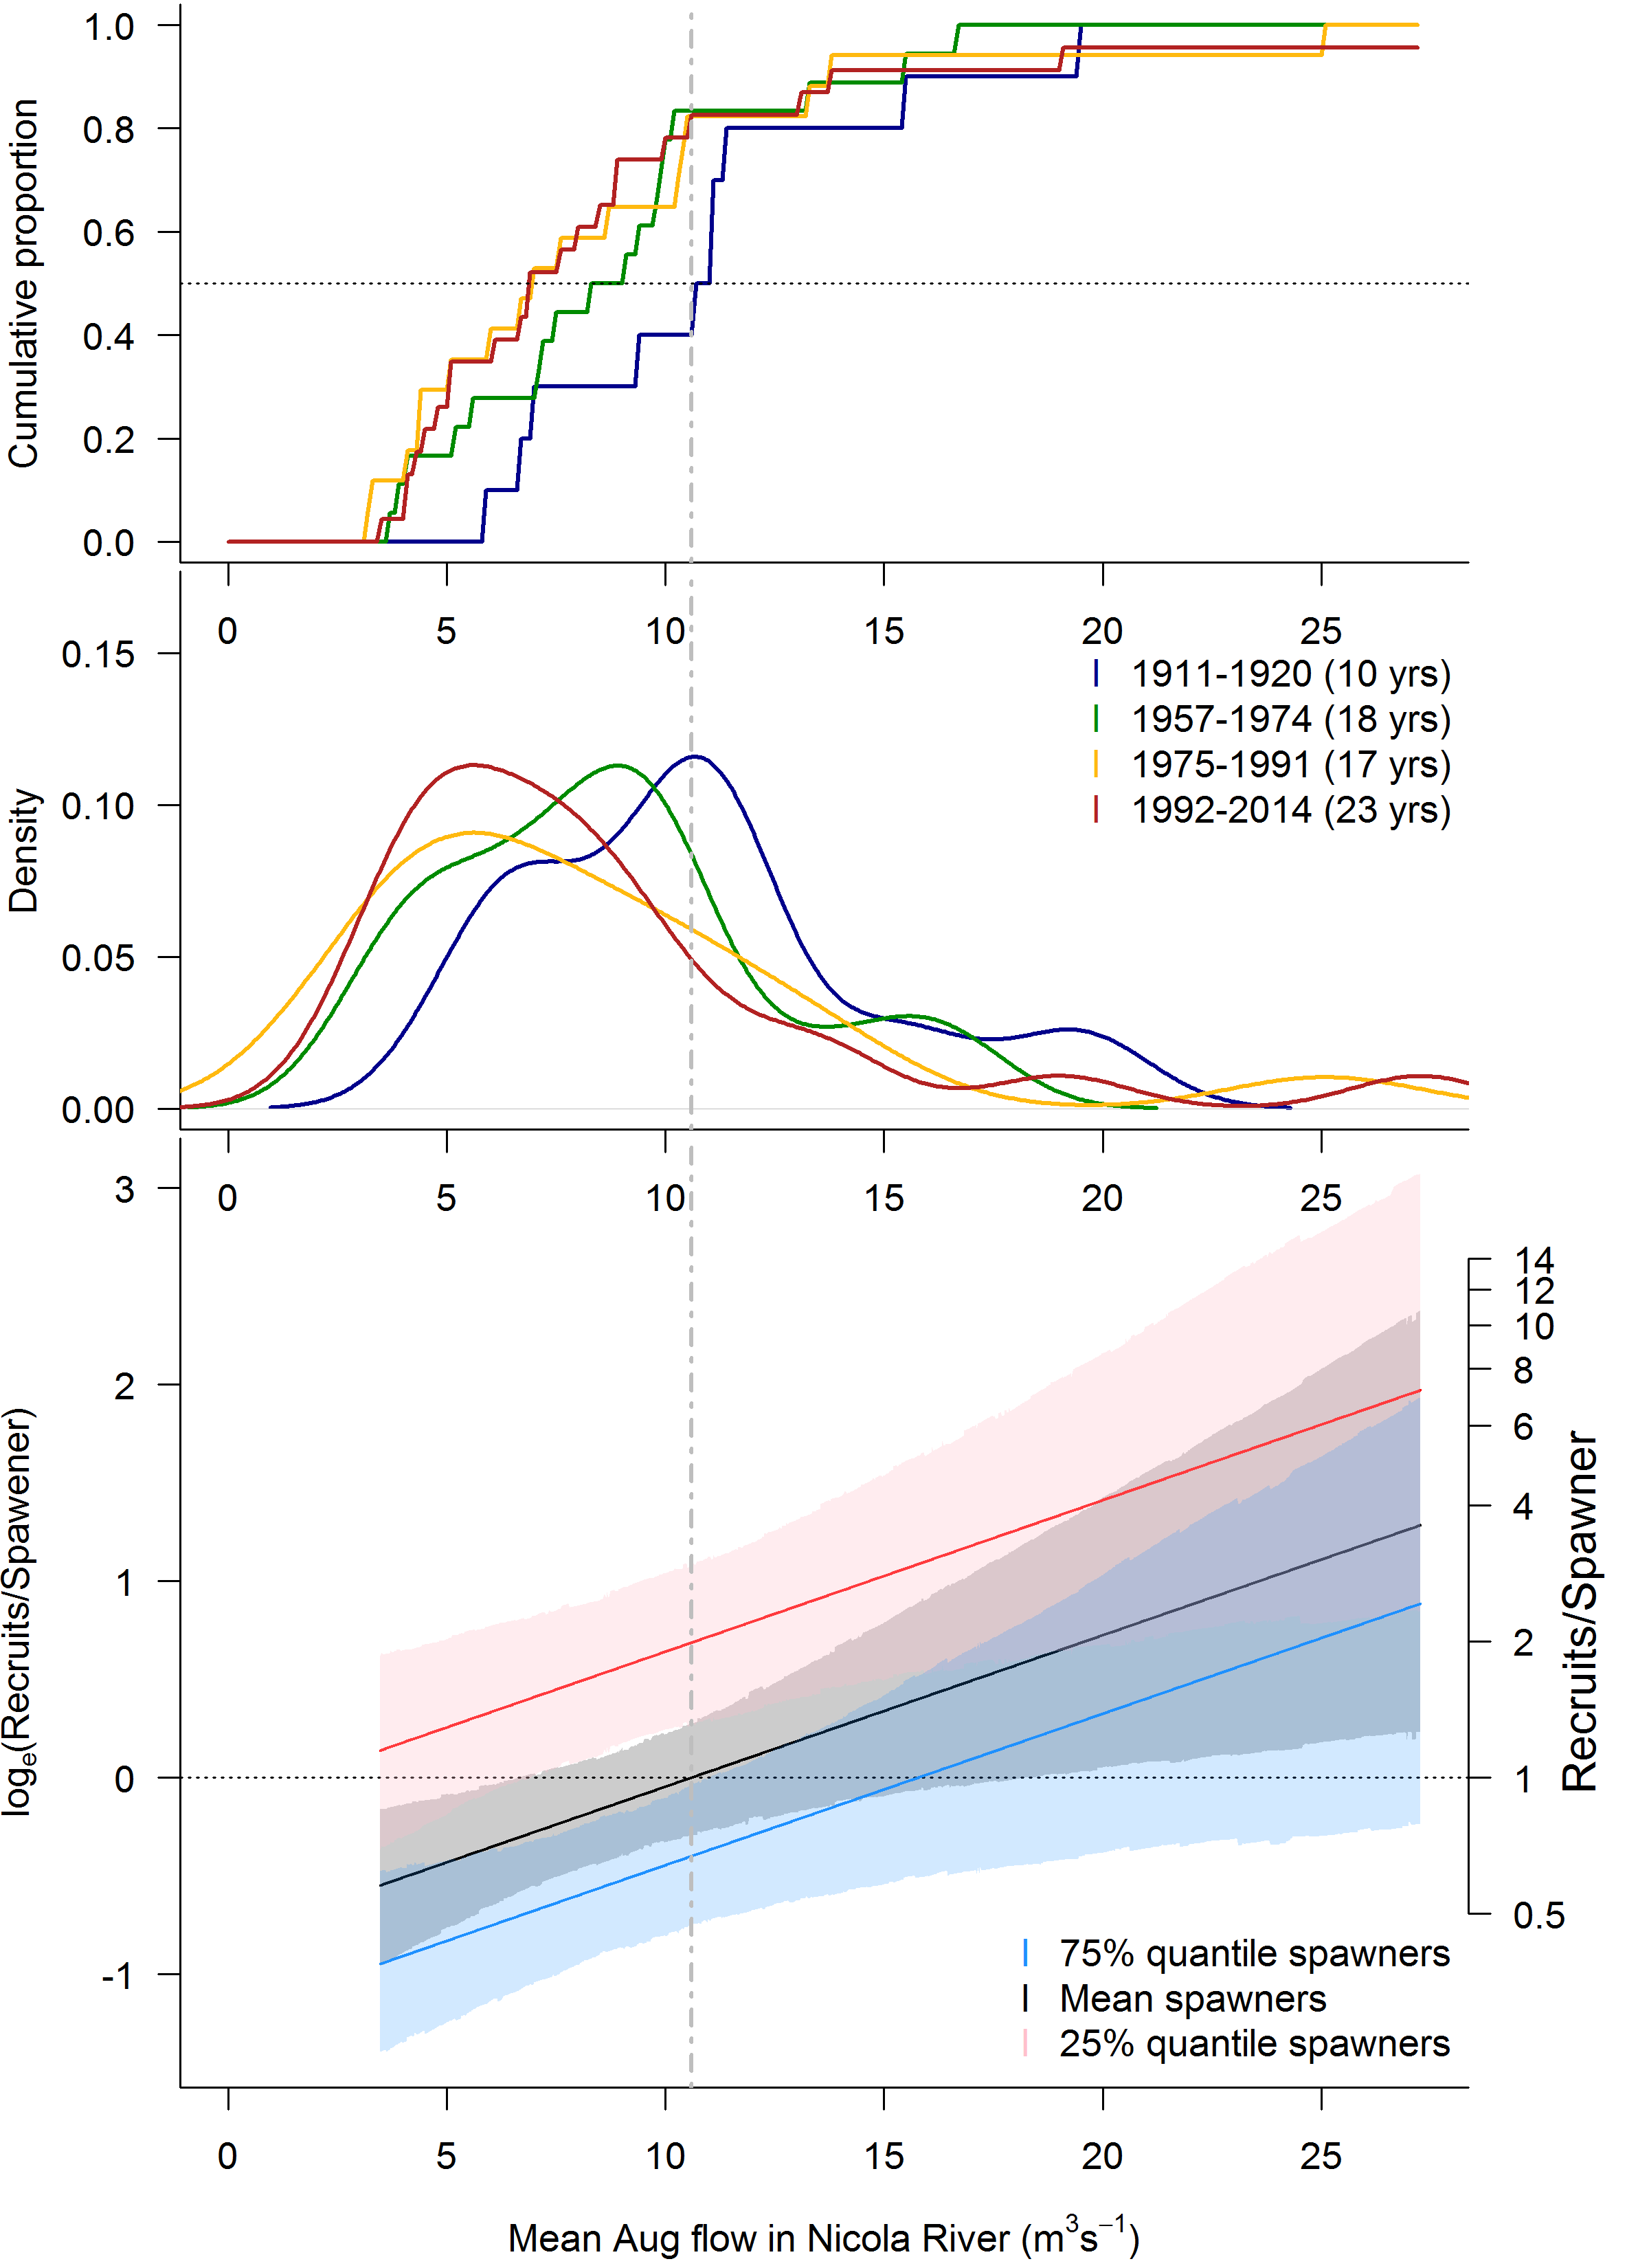 1.0
0.8
0.6
0.4
0.2
0.0
Cumulative proportion
0 5 10 15 20 25
0.15
0.10
0.05
0.00
Density
1911-1920 (10 yrs)
1957-1974 (18 yrs)
1975-1991 (17 yrs)
1992-2014 (23 yrs)
0 5 10 15 20 25
3
2
1
0
-1
logₑ(Recruits/Spawener)
14
12
10
8
6
4
2
1
0.5
Recruits/Spawner
75% quantile spawners
Mean spawners
25% quantile spawners
0 5 10 15 20 25
Mean Aug flow in Nicola River (m³s⁻¹)